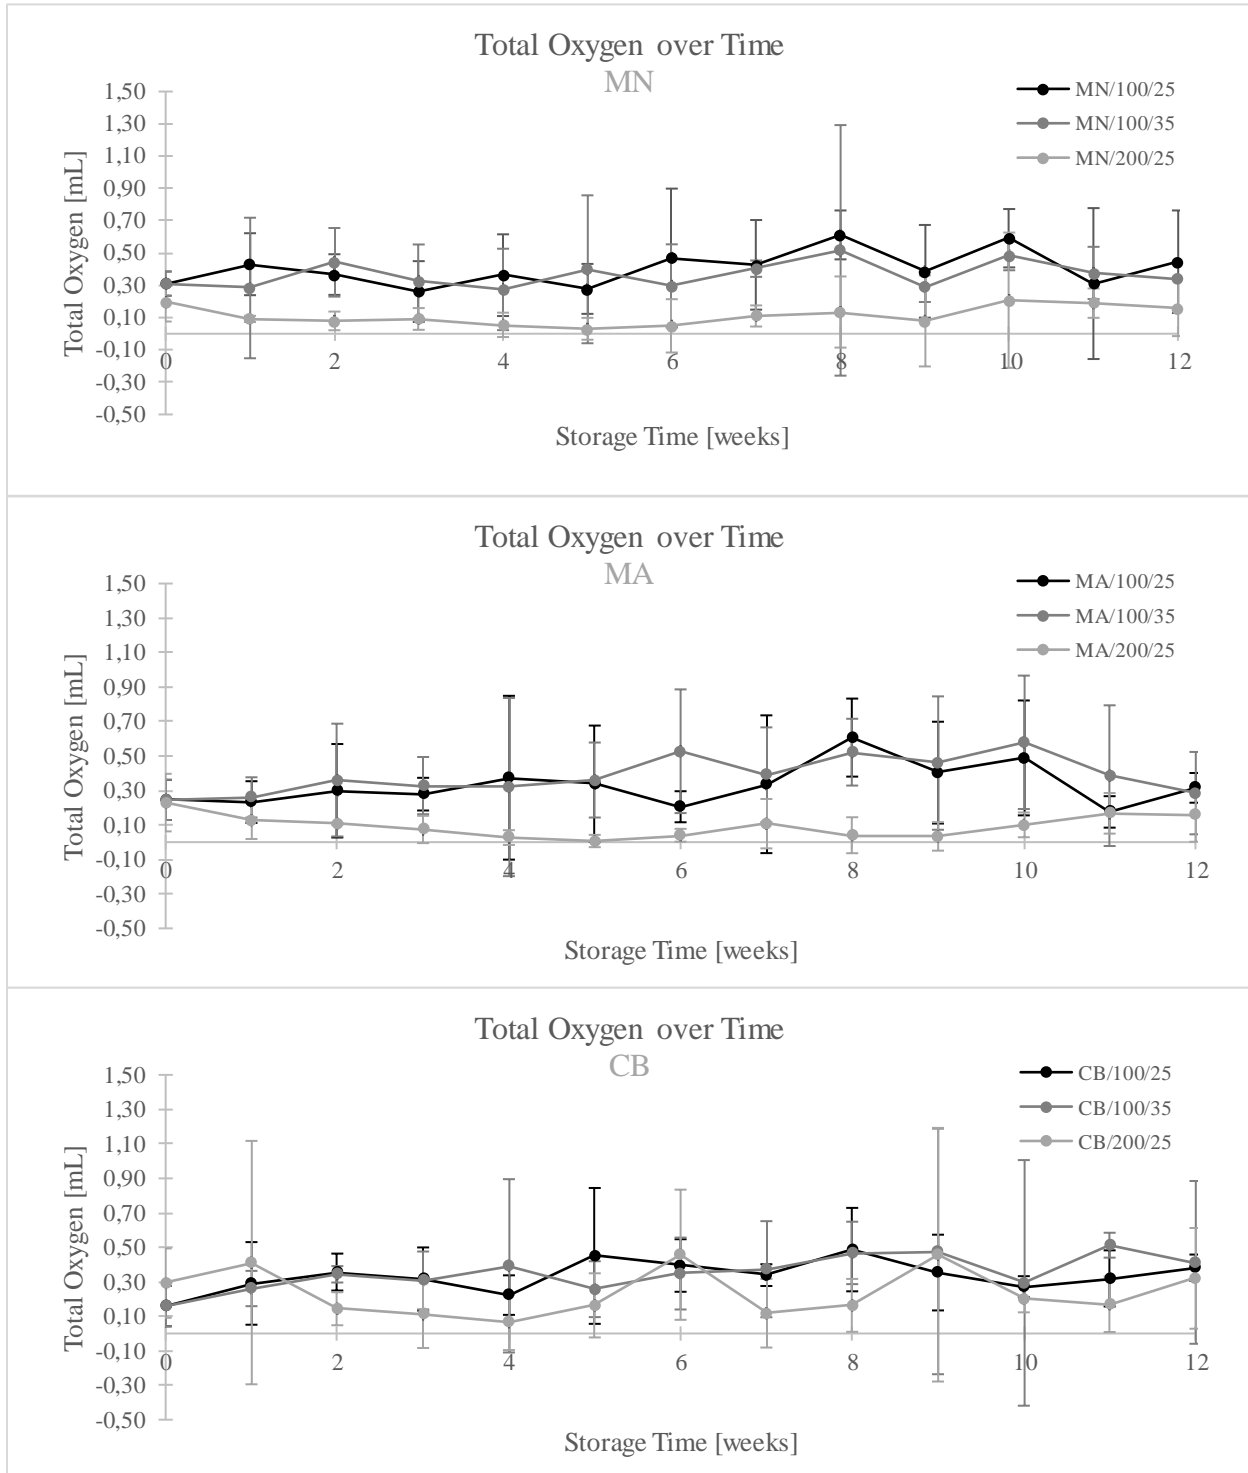 Total Oxygen over Time
MN
1,50
1,30
1,10
0,90
0,70
0,50
0,30
0,10
-0,10
-0,30
-0,50
Total Oxygen [mL]
0 2 4 6 8 10 12
Storage Time [weeks]
MN/100/25
MN/100/35
MN/200/25
Total Oxygen over Time
MA
1,50
1,30
1,10
0,90
0,70
0,50
0,30
0,10
-0,10
-0,30
-0,50
Total Oxygen [mL]
0 2 4 6 8 10 12
Storage Time [weeks]
MA/100/25
MA/100/35
MA/200/25
Total Oxygen over Time
CB
1,50
1,30
1,10
0,90
0,70
0,50
0,30
0,10
-0,10
-0,30
-0,50
Total Oxygen [mL]
0 2 4 6 8 10 12
Storage Time [weeks]
CB/100/25
CB/100/35
CB/200/25